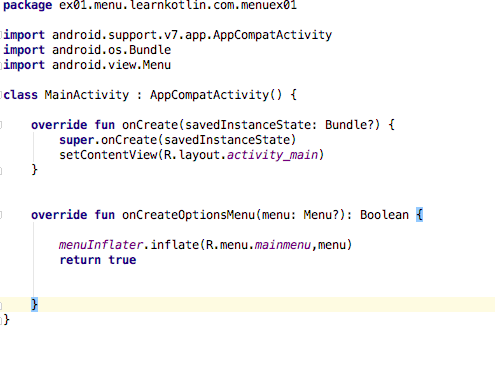 package ex01.menu.learnkotlin.com.menuex01
import android.support.v7.app.AppCompatActivity
import android.os.Bundle
import android.view.Menu
class MainActivity : AppCompatActivity() {
override fun onCreate(savedInstanceState: Bundle?) {
super.onCreate(savedInstanceState)
setContentView(R.layout.activity_main)
}
override fun onCreateOptionsMenu(menu: Menu?): Boolean {
menuInflater.inflate(R.menu.mainmenu,menu)
return true
}
}